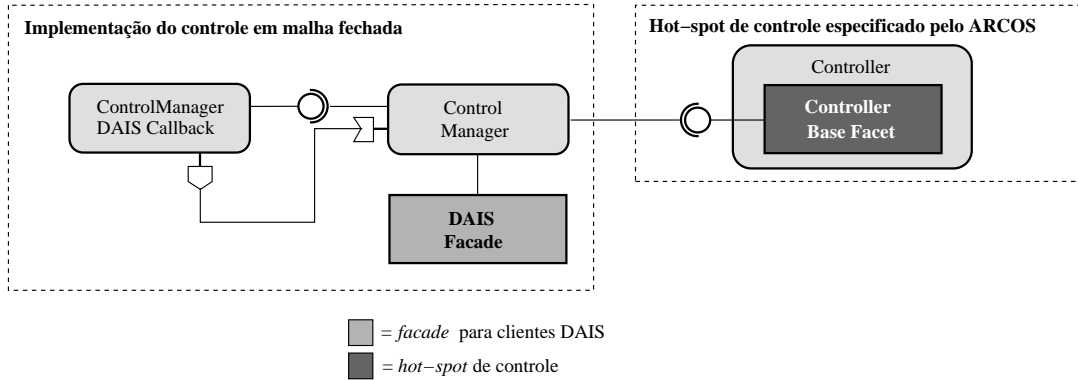 Implementação do controle em malha fechada
Hot−spot de controle especificado pelo ARCOS
ControlManager
DAIS Callback
Control
Manager
DAIS
Facade
Controller
Controller
Base Facet
= facade para clientes DAIS
= hot−spot de controle